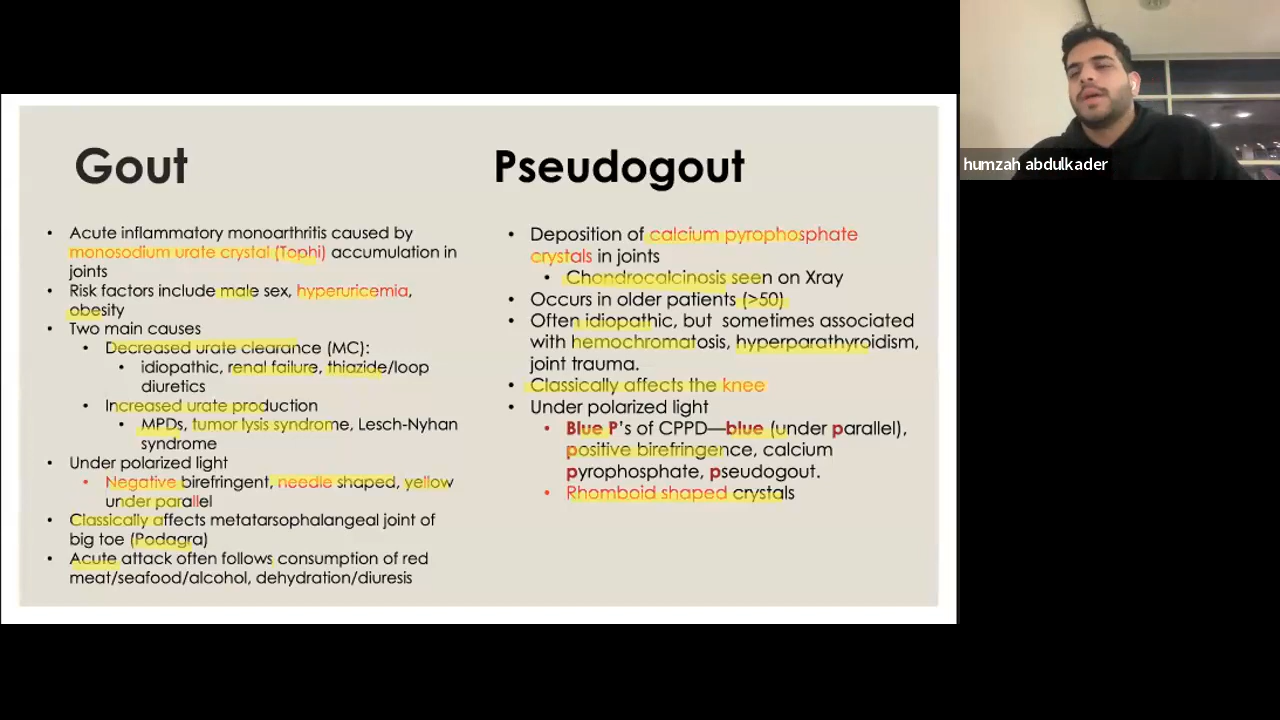 Gout
• Acute inflammatory monoarthritis caused by
monosodium urate crystal (Tophi) accumulation in
joints
• Risk factors include male sex, hyperuricemia,
obesity
• Two main causes
• Decreased urate clearance (MC):
• idiopathic, renal failure, thiazide/loop
diuretics
• Increased urate production
• MPDs, tumor lysis syndrome, Lesch-Nyhan
syndrome
• Under polarized light
• Negative birefringent, needle shaped, yellow
under parallel
• Classically affects metatarsophalangeal joint of
big toe (Podagra)
• Acute attack often follows consumption of red
meat/seafood/alcohol, dehydration/diuresis
Pseudogout
• Deposition of calcium pyrophosphate
crystals in joints
• Chondrocalcinosis seen on Xray
• Occurs in older patients (>50)
• Often idiopathic, but sometimes associated
with hemochromatosis, hyperparathyroidism,
joint trauma.
• Classically affects the knee
• Under polarized light
• Blue P's of CPPD—blue (under parallel),
positive birefringence, calcium
pyrophosphate, pseudogout.
• Rhomboid shaped crystals
humzah abdulkader